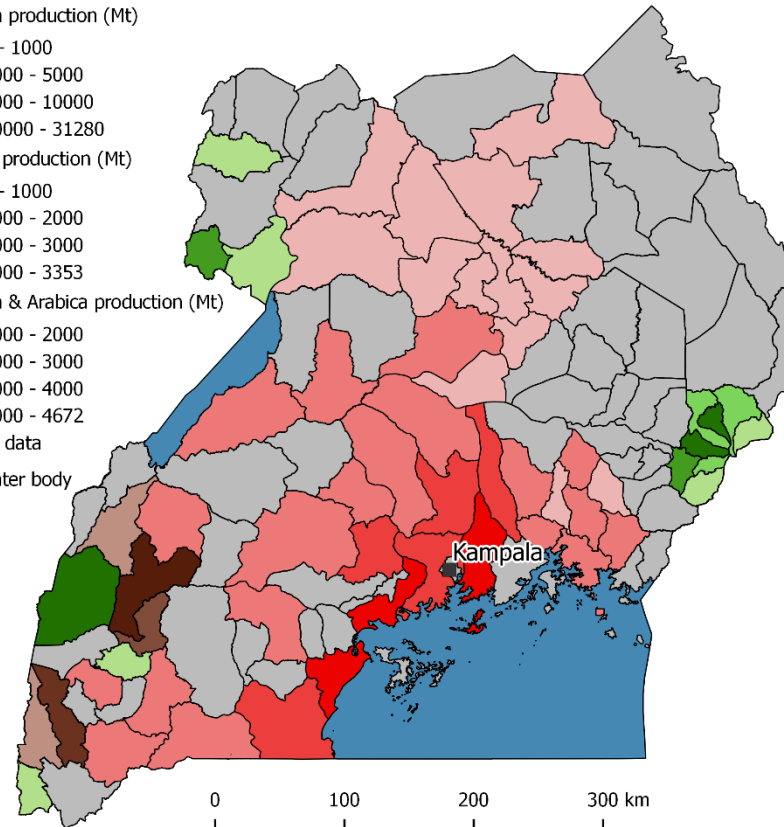 production (Mt)
- 1000
000 - 5000
000 - 10000
0000 - 31280
production (Mt)
- 1000
000 - 2000
000 - 3000
000 - 3353
& Arabica production (Mt)
000 - 2000
000 - 3000
000 - 4000
000 - 4672
data
ter body
Kampala
0 100 200 300 km